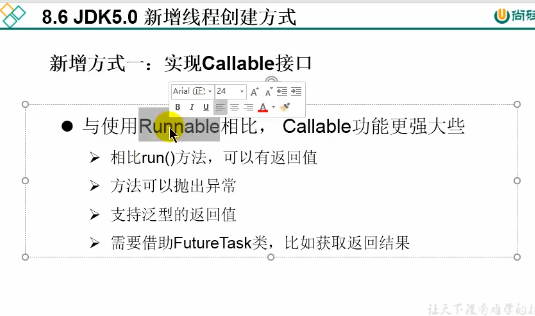 8.6 JDK5.0 新增线程创建方式
尚硅
新增方式一：实现Callable接口
Arial (正
24
B I U
A
与使用Runnable相比， Callable功能更强大些
相比run()方法，可以有返回值
方法可以抛出异常
支持泛型的返回值
需要借助FutureTask类，比如获取返回结果
让天下没有难学的技